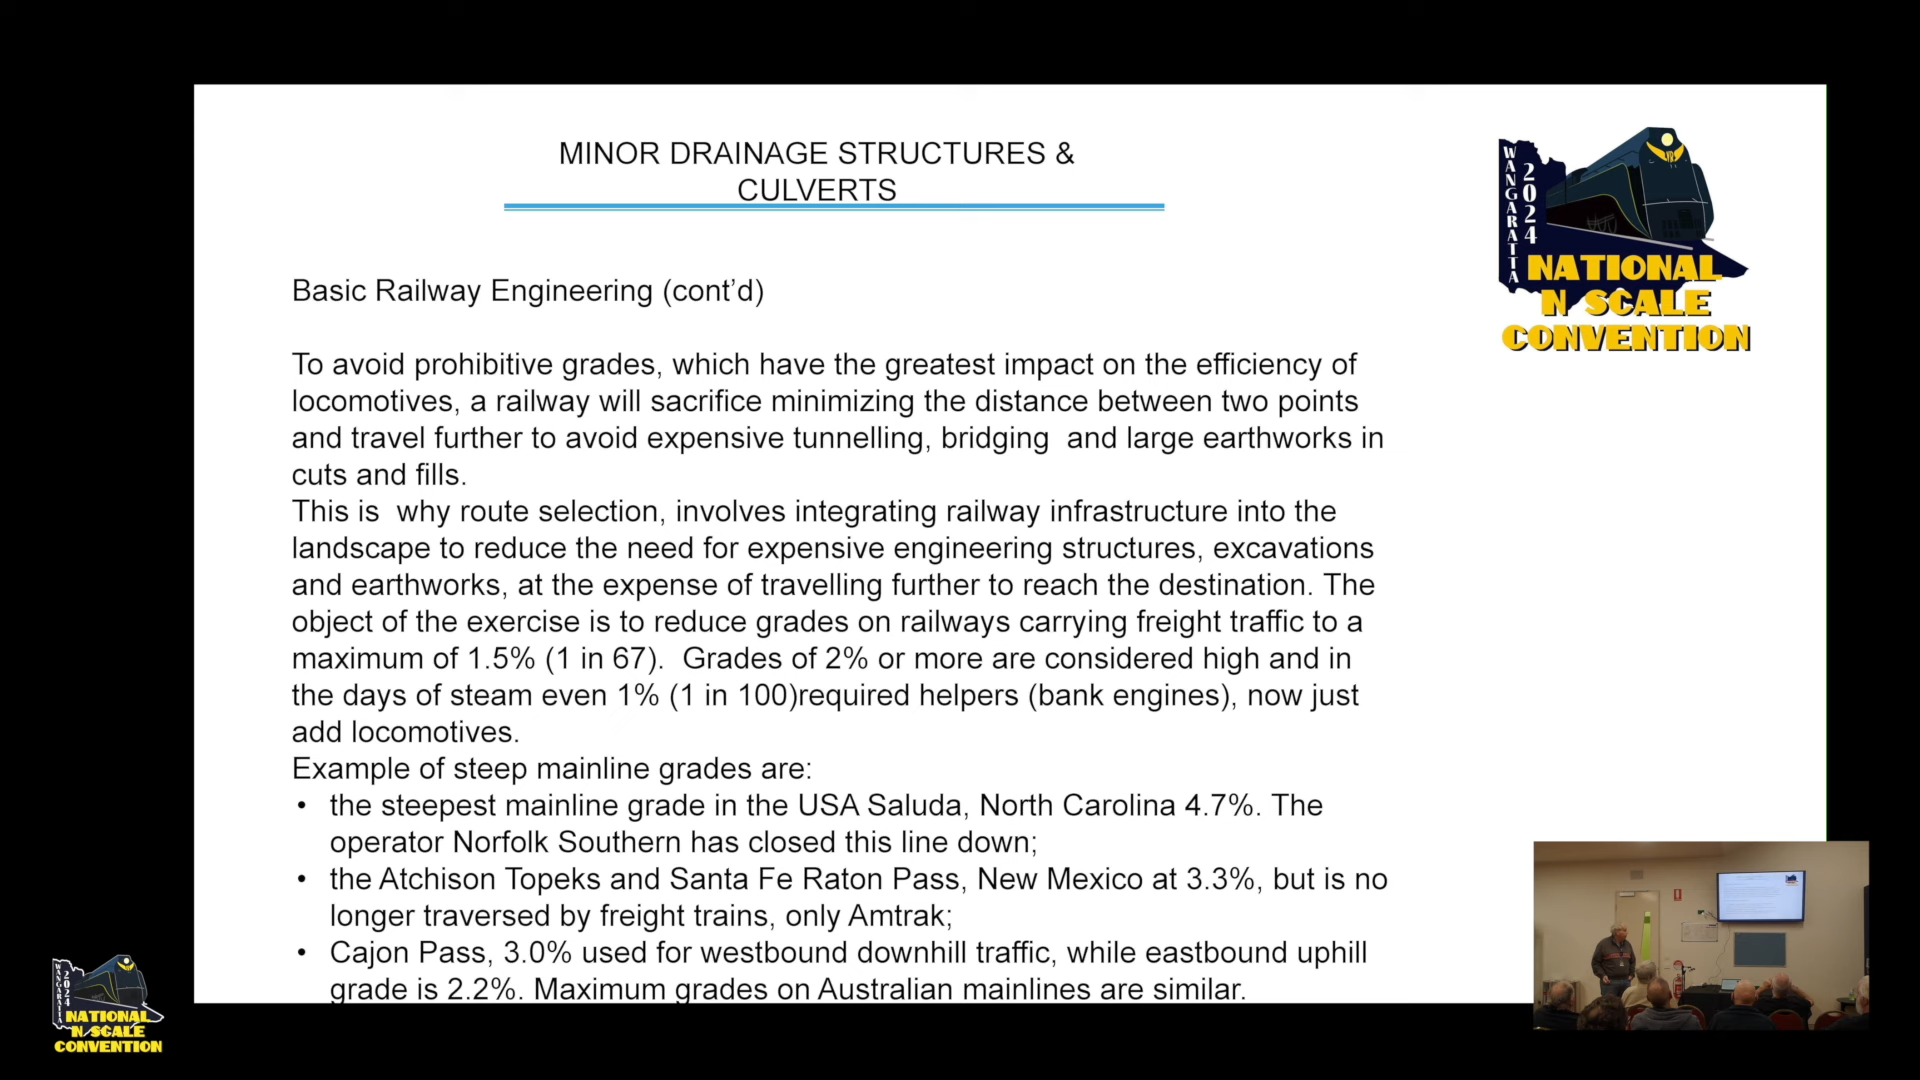 MINOR DRAINAGE STRUCTURES &
CULVERTS
WANGARATTA
2024
NATIONAL
N SCALE
CONVENTION
Basic Railway Engineering (cont’d)
To avoid prohibitive grades, which have the greatest impact on the efficiency of
locomotives, a railway will sacrifice minimizing the distance between two points
and travel further to avoid expensive tunnelling, bridging  and large earthworks in
cuts and fills.
This is  why route selection, involves integrating railway infrastructure into the
landscape to reduce the need for expensive engineering structures, excavations
and earthworks, at the expense of travelling further to reach the destination. The
object of the exercise is to reduce grades on railways carrying freight traffic to a
maximum of 1.5% (1 in 67).  Grades of 2% or more are considered high and in
the days of steam even 1% (1 in 100)required helpers (bank engines), now just
add locomotives.
Example of steep mainline grades are:
• the steepest mainline grade in the USA Saluda, North Carolina 4.7%. The
operator Norfolk Southern has closed this line down;
• the Atchison Topeks and Santa Fe Raton Pass, New Mexico at 3.3%, but is no
longer traversed by freight trains, only Amtrak;
• Cajon Pass, 3.0% used for westbound downhill traffic, while eastbound uphill
grade is 2.2%. Maximum grades on Australian mainlines are similar.
WANGARATTA
2024
NATIONAL
N SCALE
CONVENTION